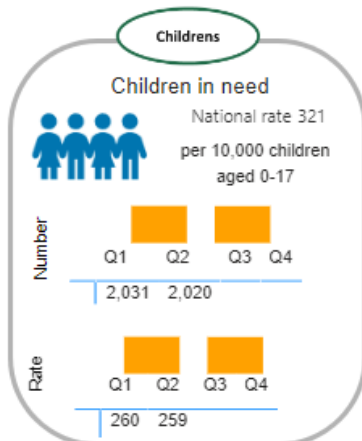 Childrens
Children in need
National rate 321
per 10,000 children
aged 0-17
Number
Q1 Q2 Q3 Q4
2,031 2,020
Rate
Q1 Q2 Q3 Q4
260 259